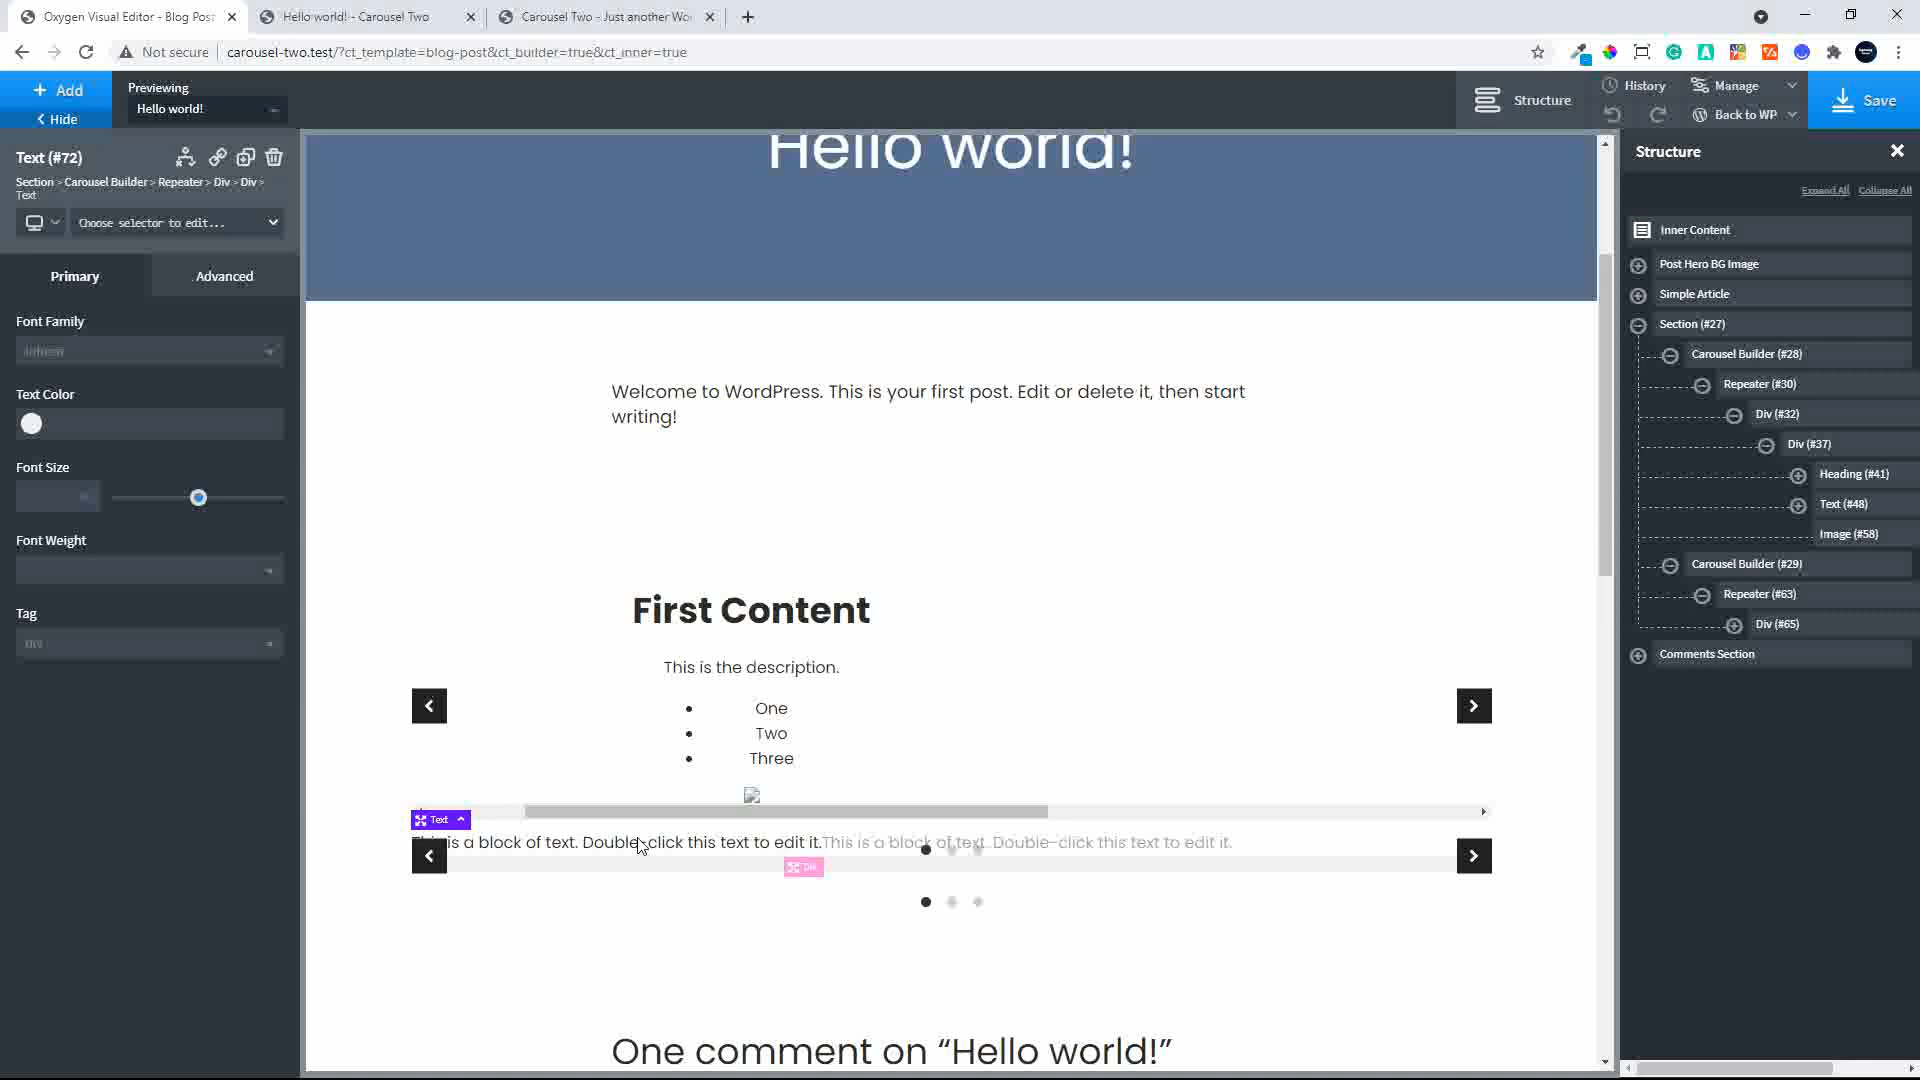 Oxygen Visual Editor - Blog Post
Hello world! - Carousel Two
Carousel Two - Just another Wo
Not secure
carousel-two.test/?ct_template=blog-post&ct_builder=true&ct_inner=true
Add
Hide
Previewing
Hello world!
Structure
History
Manage
Back to WP
Save
Text (#72)
Section > Carousel Builder > Repeater > Div > Div >
Text
Choose selector to edit...
Primary
Advanced
Font Family
Inherit
Text Color
Font Size
Font Weight
Tag
div
Hello world!
Welcome to WordPress. This is your first post. Edit or delete it, then start
writing!
First Content
This is the description.
One
Two
Three
Text
This is a block of text. Double-click this text to edit it.This is a block of text. Double-click this text to edit it.
Div
One comment on “Hello world!”
Structure
Expand All
Collapse All
Inner Content
Post Hero BG Image
Simple Article
Section (#27)
Carousel Builder (#28)
Repeater (#30)
Div (#32)
Div (#37)
Heading (#41)
Text (#48)
Image (#58)
Carousel Builder (#29)
Repeater (#63)
Div (#65)
Comments Section